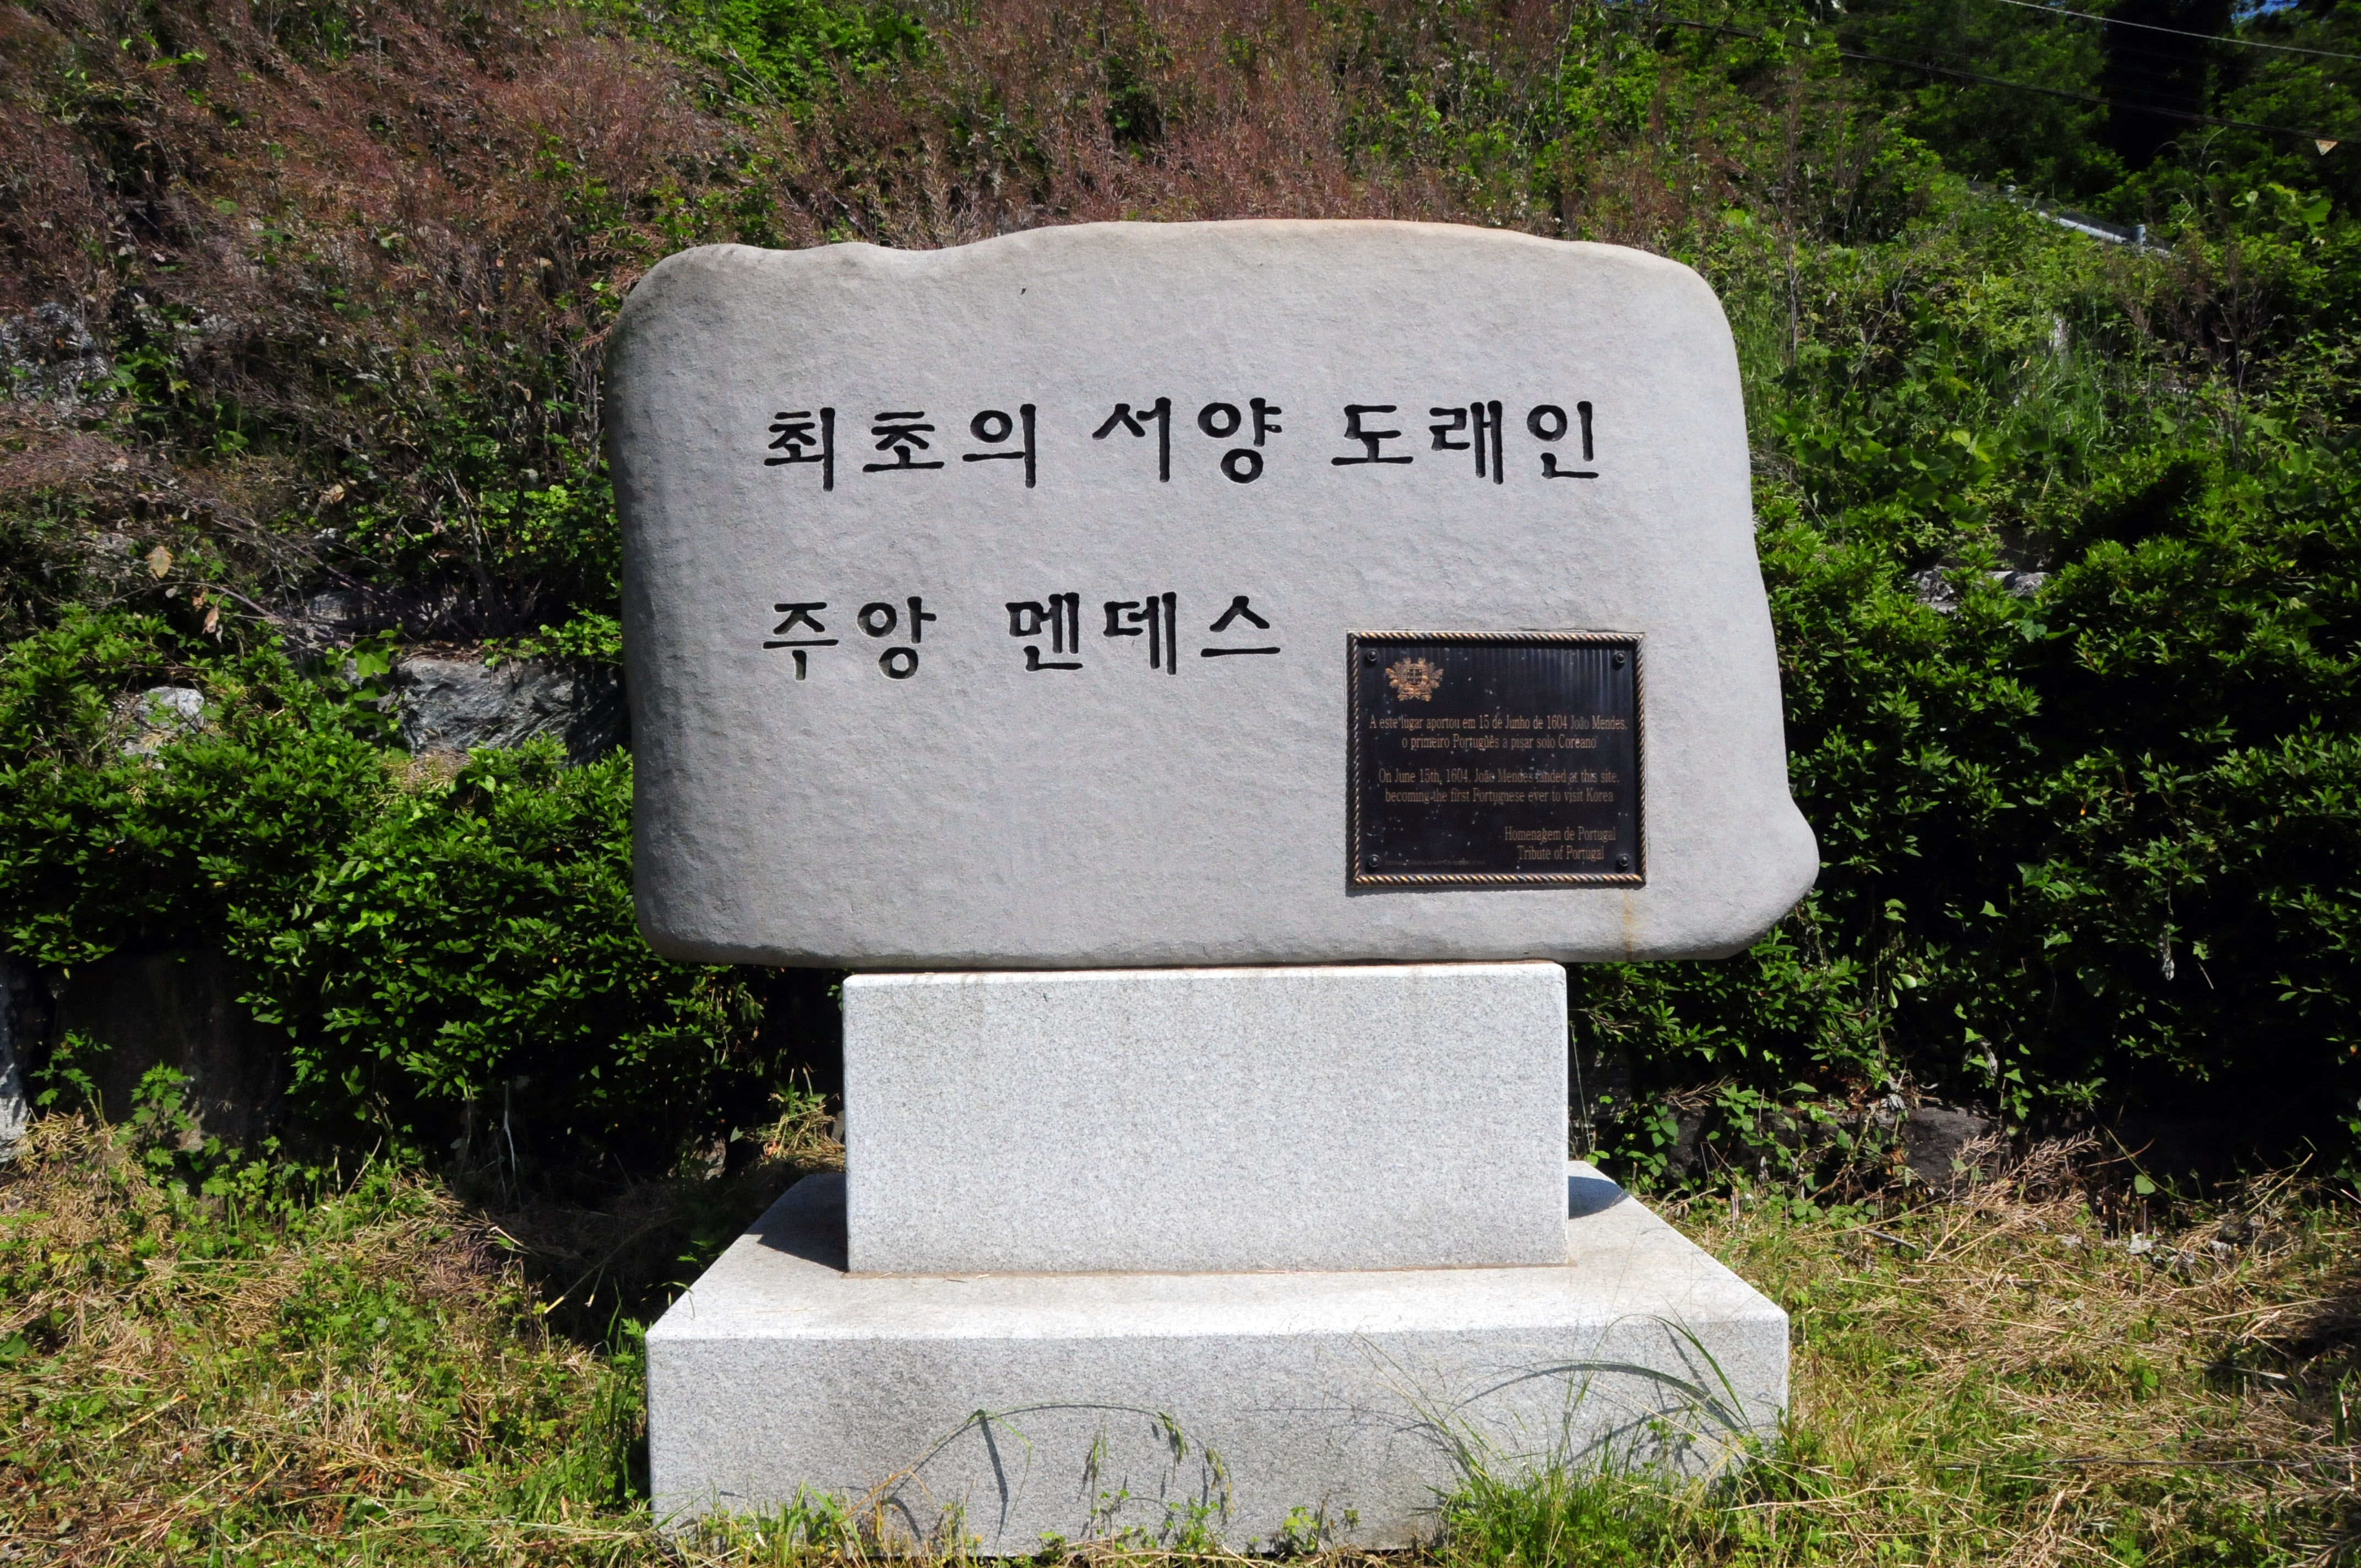 최초의 서양 도래인
주앙 멘데스
A este lugar aportou em 15 de Junho de 1604 João Mendes,
o primeiro Português a pisar solo Coreano
On June 15th, 1604, João Mendes landed at this site,
becoming the first Portuguese ever to visit Korea
Homenagem de Portugal
Tribute of Portugal